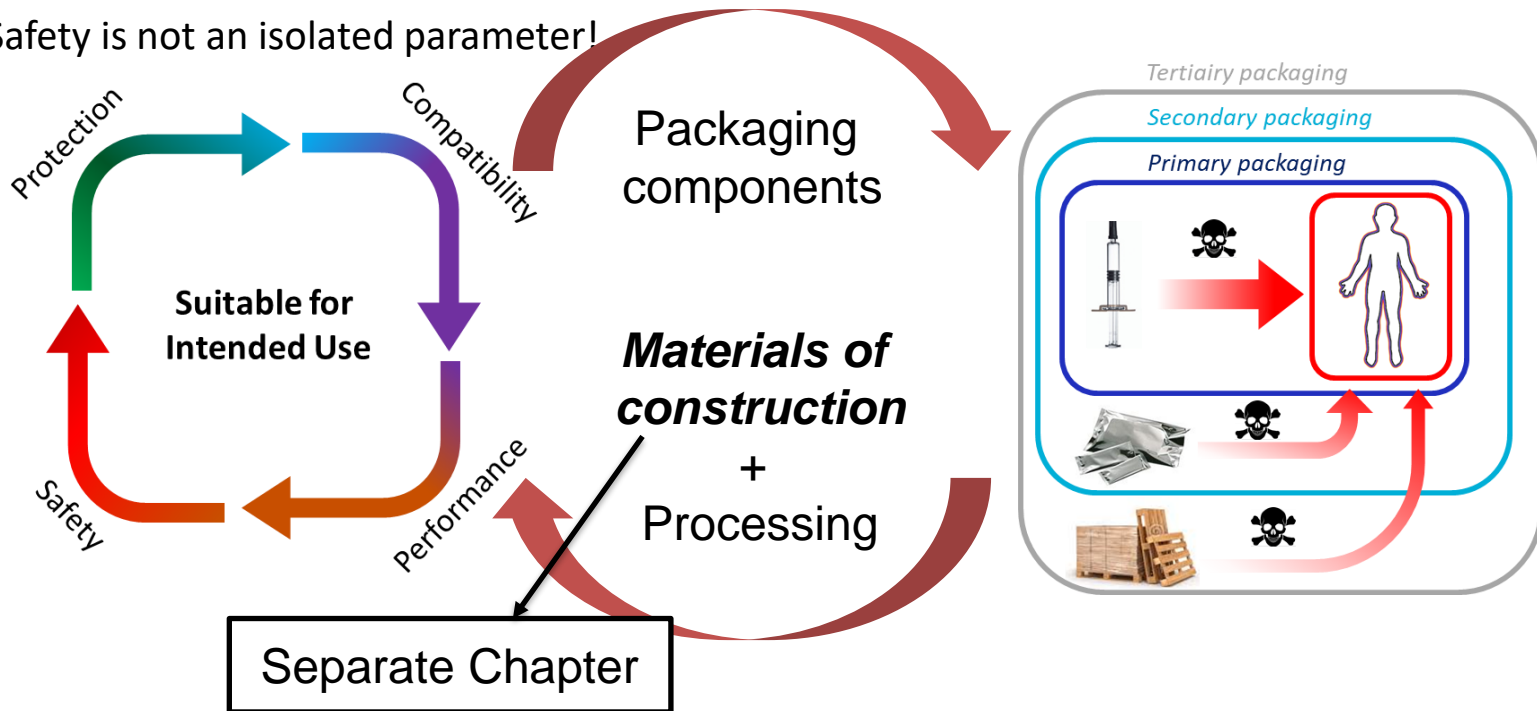 Safety is not an isolated parameter!
Protection
Compatibility
Suitable for
Intended Use
Safety
Performance
Packaging
components
Materials of
construction
+
Processing
Separate Chapter
Tertiairy packaging
Secondary packaging
Primary packaging